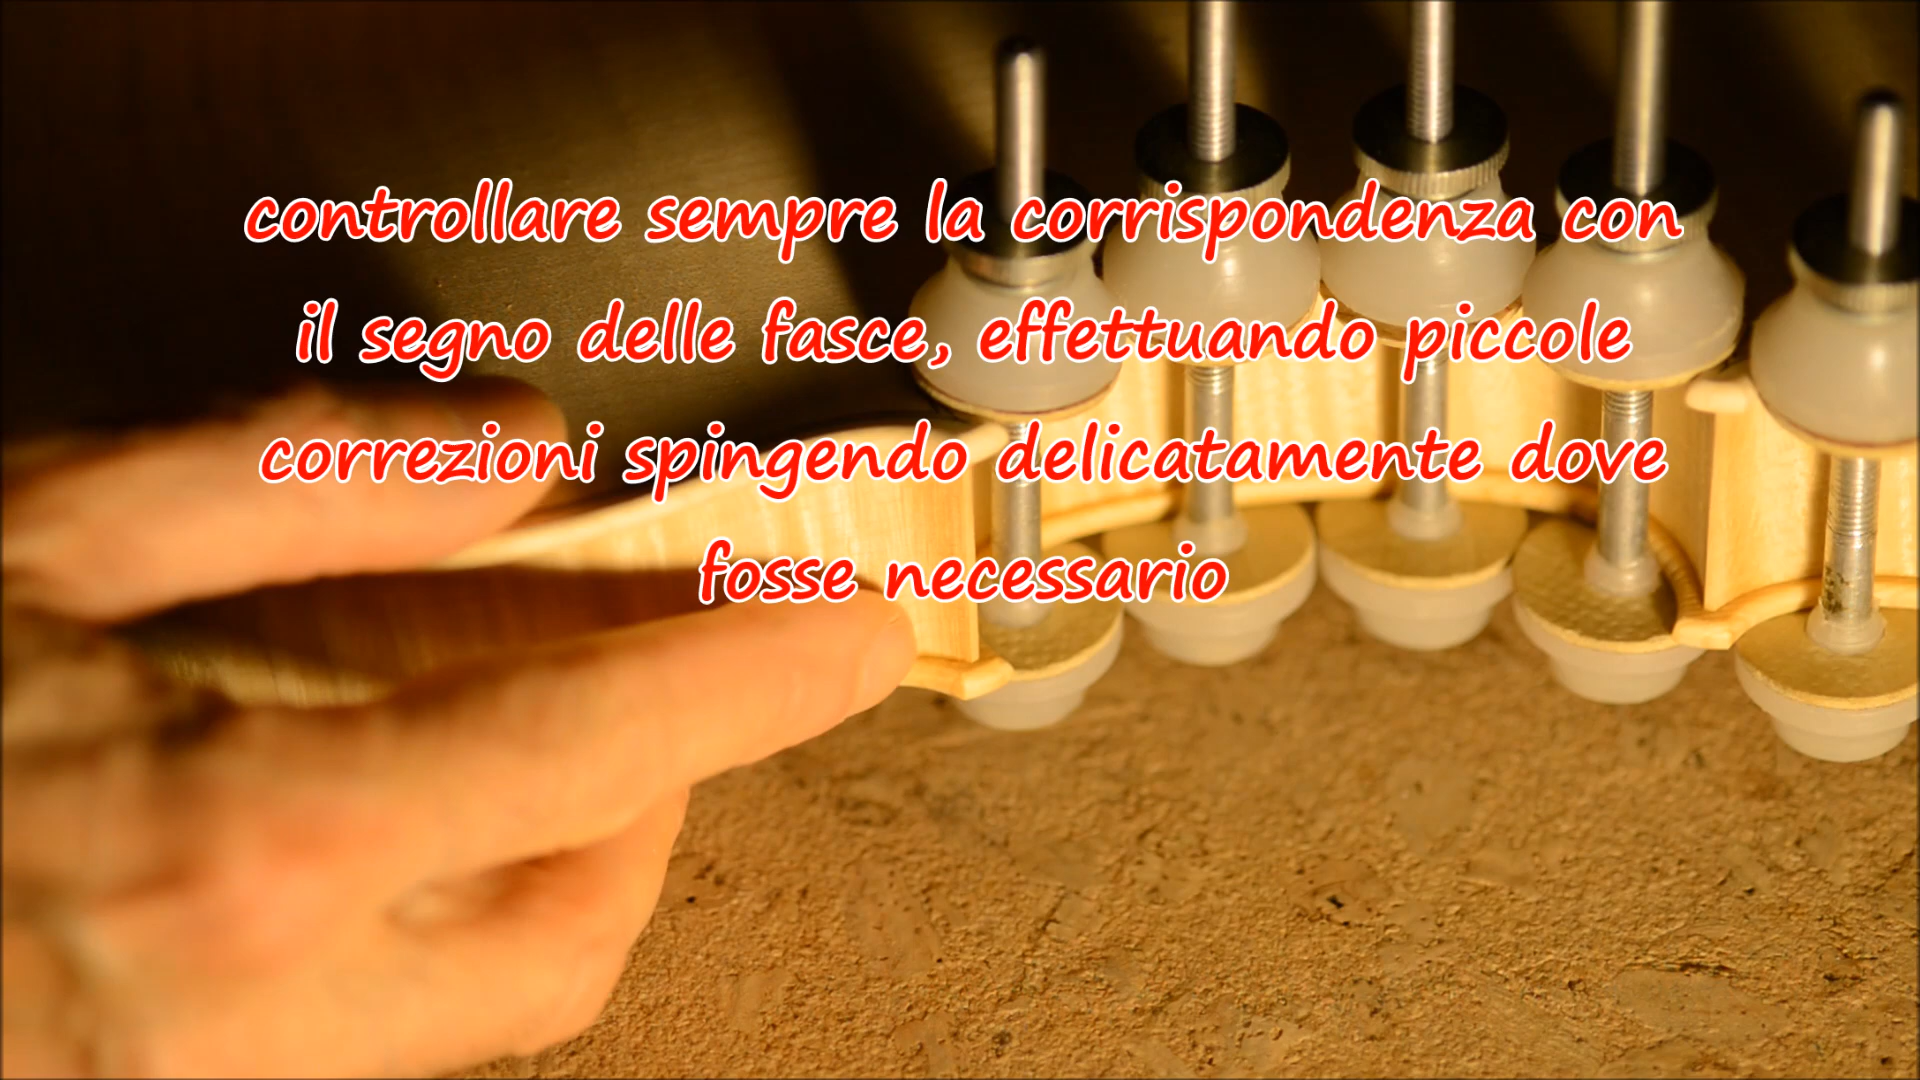 controllare sempre la corrispondenza con
il segno delle fasce, effettuando piccole
correzioni spingendo delicatamente dove
fosse necessario